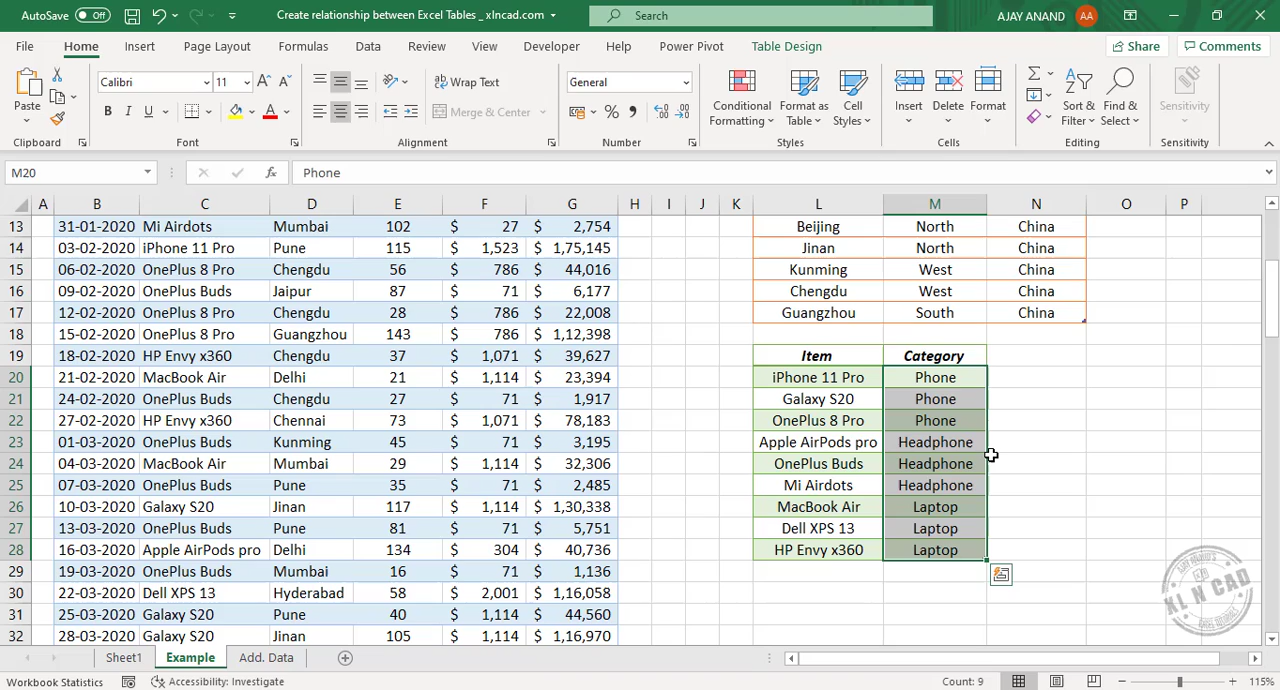 AutoSave Off Create relationship between Excel Tables _ xlncad.com Search AJAY ANAND AA
File Home Insert Page Layout Formulas Data Review View Developer Help Power Pivot Table Design Share Comments
Paste Calibri 11 A A Wrap Text General Conditional Formatting Format as Table Cell Styles Insert Delete Format Sort & Filter Find & Select Sensitivity
B I U A Merge & Center % ,
Clipboard Font Alignment Number Styles Cells Editing Sensitivity
M20 fx Phone
A B C D E F G H I J K L M N O P
13 31-01-2020 Mi Airdots Mumbai 102 $ 27 $ 2,754 Beijing North China
14 03-02-2020 iPhone 11 Pro Pune 115 $ 1,523 $ 1,75,145 Jinan North China
15 06-02-2020 OnePlus 8 Pro Chengdu 56 $ 786 $ 44,016 Kunming West China
16 09-02-2020 OnePlus Buds Jaipur 87 $ 71 $ 6,177 Chengdu West China
17 12-02-2020 OnePlus 8 Pro Chengdu 28 $ 786 $ 22,008 Guangzhou South China
18 15-02-2020 OnePlus 8 Pro Guangzhou 143 $ 786 $ 1,12,398
19 18-02-2020 HP Envy x360 Chengdu 37 $ 1,071 $ 39,627 Item Category
20 21-02-2020 MacBook Air Delhi 21 $ 1,114 $ 23,394 iPhone 11 Pro Phone
21 24-02-2020 OnePlus Buds Chengdu 27 $ 71 $ 1,917 Galaxy S20 Phone
22 27-02-2020 HP Envy x360 Chennai 73 $ 1,071 $ 78,183 OnePlus 8 Pro Phone
23 01-03-2020 OnePlus Buds Kunming 45 $ 71 $ 3,195 Apple AirPods pro Headphone
24 04-03-2020 MacBook Air Mumbai 29 $ 1,114 $ 32,306 OnePlus Buds Headphone
25 07-03-2020 OnePlus Buds Pune 35 $ 71 $ 2,485 Mi Airdots Headphone
26 10-03-2020 Galaxy S20 Jinan 117 $ 1,114 $ 1,30,338 MacBook Air Laptop
27 13-03-2020 OnePlus Buds Pune 81 $ 71 $ 5,751 Dell XPS 13 Laptop
28 16-03-2020 Apple AirPods pro Delhi 134 $ 304 $ 40,736 HP Envy x360 Laptop
29 19-03-2020 OnePlus Buds Mumbai 16 $ 71 $ 1,136
30 22-03-2020 Dell XPS 13 Hyderabad 58 $ 2,001 $ 1,16,058
31 25-03-2020 Galaxy S20 Pune 40 $ 1,114 $ 44,560
32 28-03-2020 Galaxy S20 Jinan 105 $ 1,114 $ 1,16,970
XL N CAD
Sheet1 Example Add. Data
Workbook Statistics Accessibility: Investigate Count: 9 115%